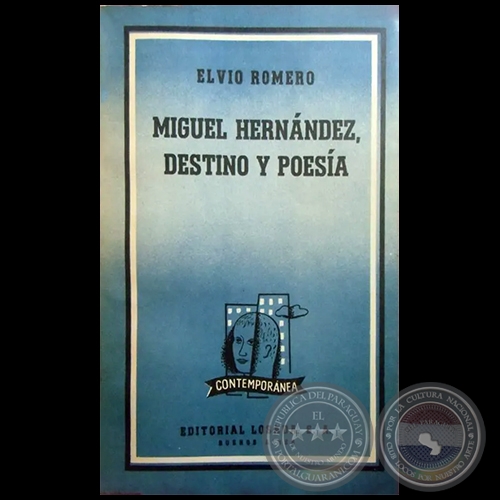 ELVIO ROMERO
MIGUEL HERNÁNDEZ,
DESTINO Y POESÍA
CONTEMPORÁNEA
EDITORIAL